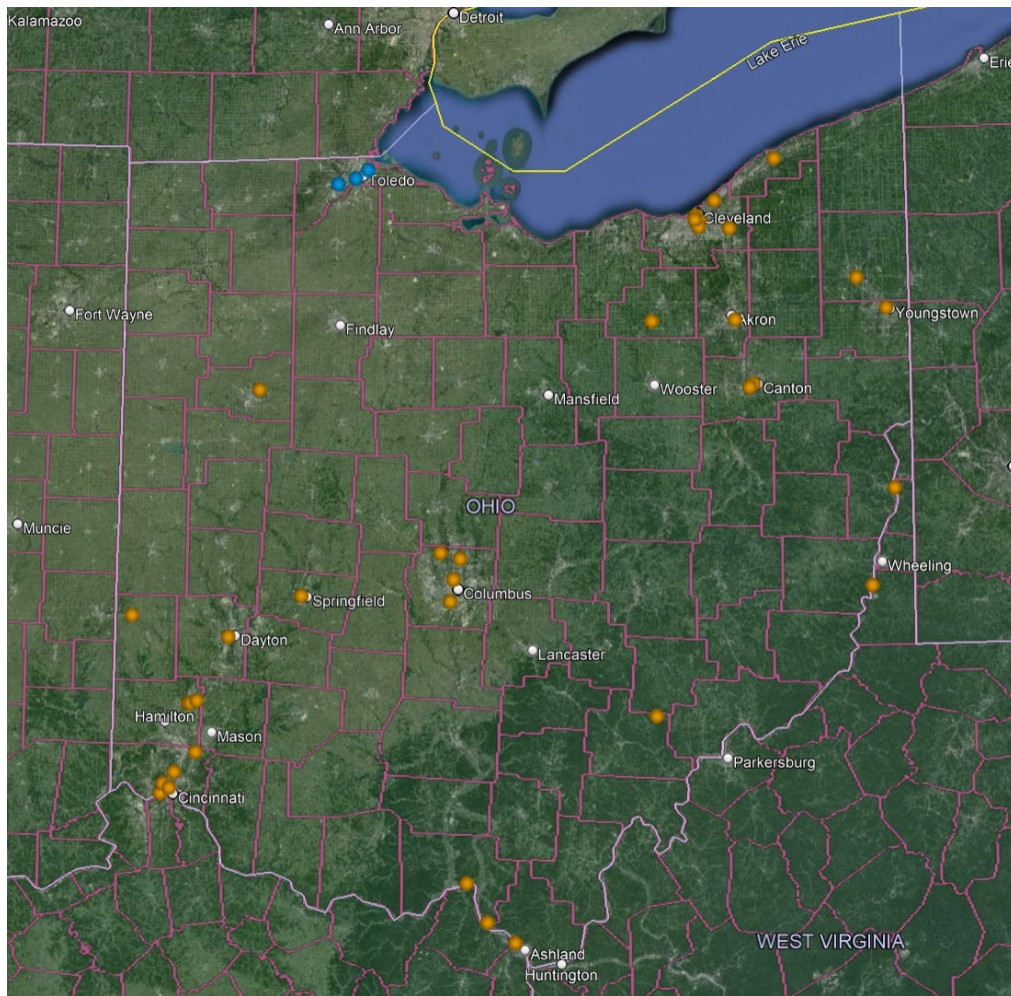 Kalamazoo
Ann Arbor
Detroit
Lake Erie
Erie
Toledo
Cleveland
Fort Wayne
Findlay
Akron
Youngstown
Mansfield
Wooster
Canton
OHIO
Muncie
Wheeling
Springfield
Columbus
Dayton
Lancaster
Hamilton
Mason
Parkersburg
Cincinnati
WEST VIRGINIA
Ashland
Huntington